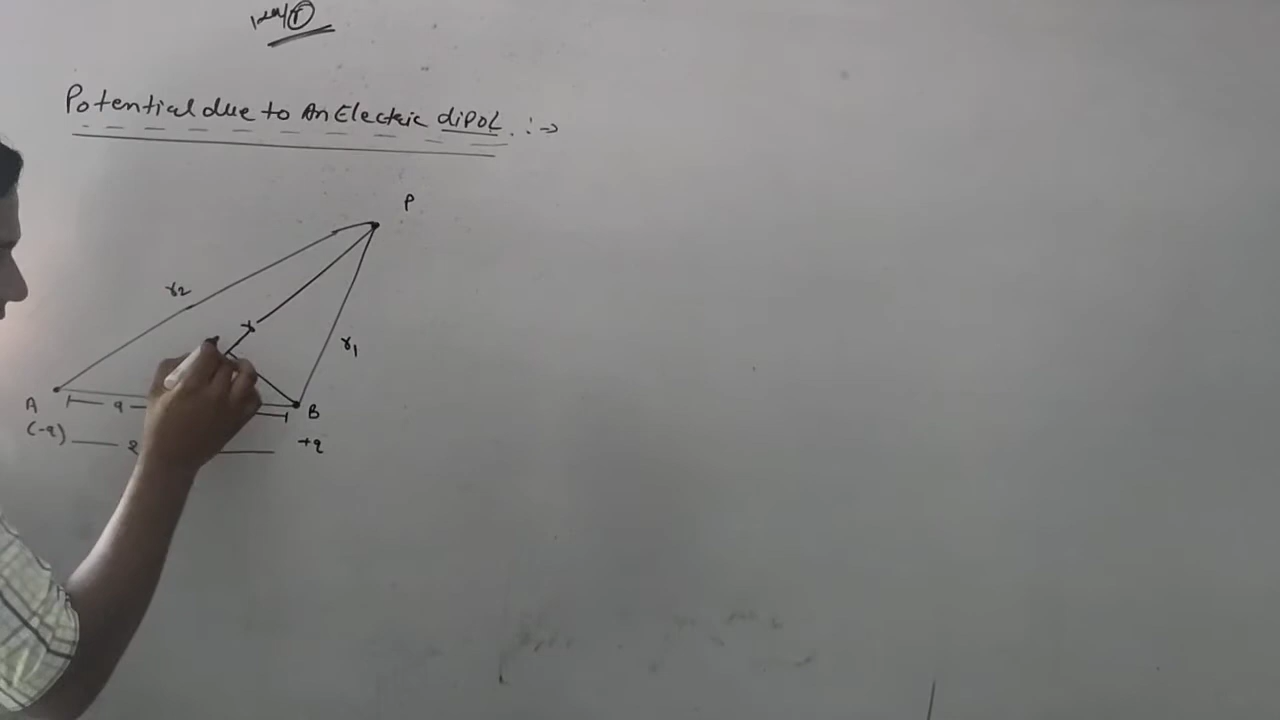 Potential due to An Electric dipol . : →
P
r2
r
r1
A
a
B
(-q)
2
+q